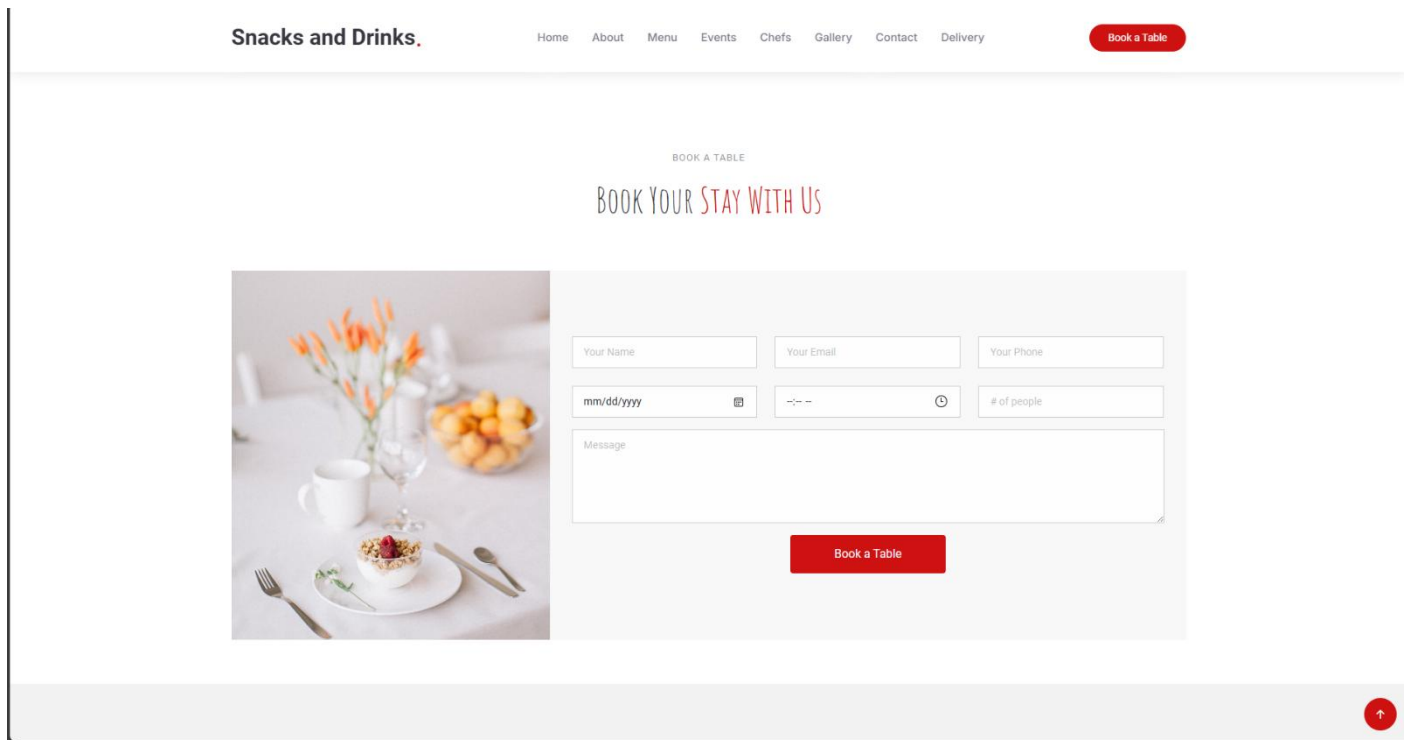 Snacks and Drinks.
Home About Menu Events Chefs Gallery Contact Delivery
Book a Table
BOOK A TABLE
BOOK YOUR STAY WITH US
Your Name Your Email Your Phone
mm/dd/yyyy --:-- -- # of people
Message
Book a Table